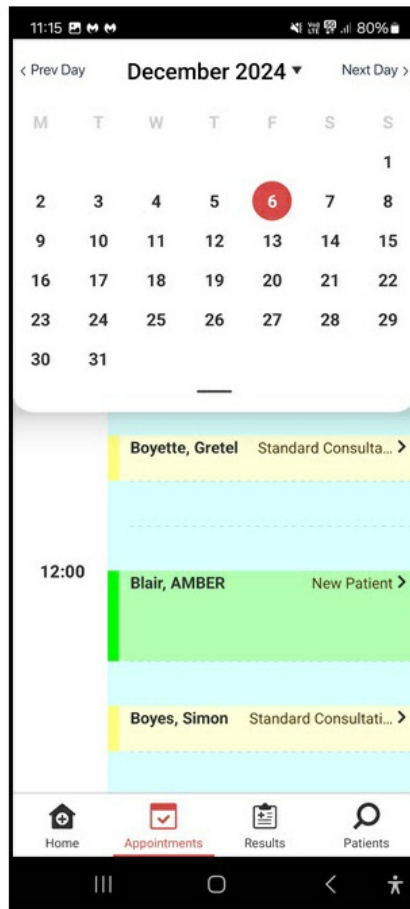 11:15 80%
< Prev Day December 2024 ▼ Next Day >
M T W T F S S
1
2 3 4 5 6 7 8
9 10 11 12 13 14 15
16 17 18 19 20 21 22
23 24 25 26 27 28 29
30 31
Boyette, Gretel Standard Consulta... >
12:00 Blair, AMBER New Patient >
Boyes, Simon Standard Consultati... >
Home Appointments Results Patients